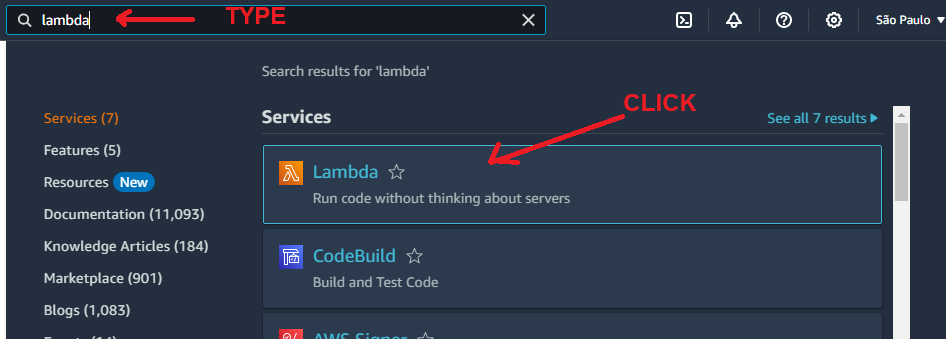 lambda
TYPE
São Paulo
Search results for 'lambda'
Services (7)
Features (5)
Resources New
Documentation (11,093)
Knowledge Articles (184)
Marketplace (901)
Blogs (1,083)
Events (14)
Services
CLICK
See all 7 results
Lambda
Run code without thinking about servers
CodeBuild
Build and Test Code
AWS Signer